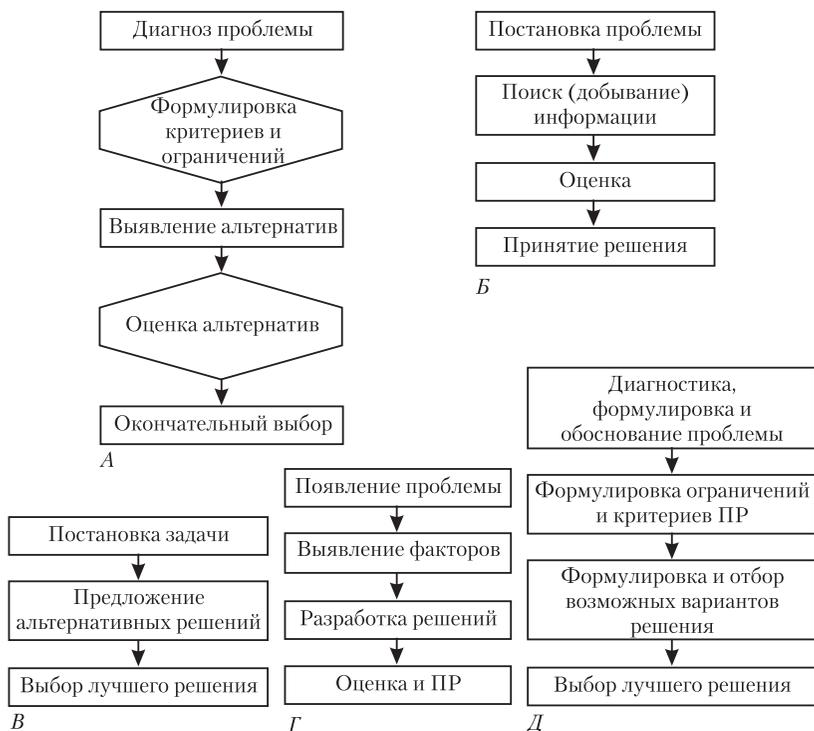 Диагноз проблемы
Формулировка
критериев и
ограничений
Выявление альтернатив
Оценка альтернатив
Окончательный выбор
А
Постановка проблемы
Поиск (добывание)
информации
Оценка
Принятие решения
Б
Постановка задачи
Предложение
альтернативных решений
Выбор лучшего решения
В
Появление проблемы
Выявление факторов
Разработка решений
Оценка и ПР
Г
Диагностика,
формулировка и
обоснование проблемы
Формулировка ограничений
и критериев ПР
Формулировка и отбор
возможных вариантов
решения
Выбор лучшего решения
Д